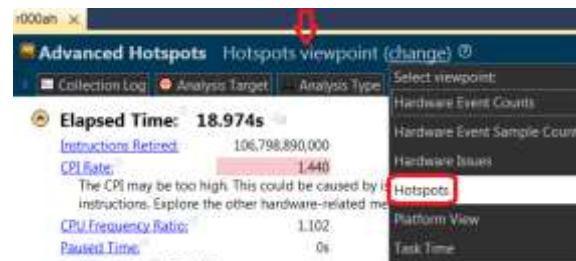 r000ah ×
Advanced Hotspots Hotspots viewpoint (change)
Collection Log Analysis Target Analysis Type
Select viewpoint:
Hardware Event Counts
Hardware Event Sample Coun
Hardware Issues
Hotspots
Platform View
Task Time
Elapsed Time: 18.974s
Instructions Retired: 106,798,890,000
CPI Rate: 1.440
The CPI may be too high. This could be caused by i
instructions. Explore the other hardware-related me
CPU Frequency Ratio: 1.102
Paused Time: 0s